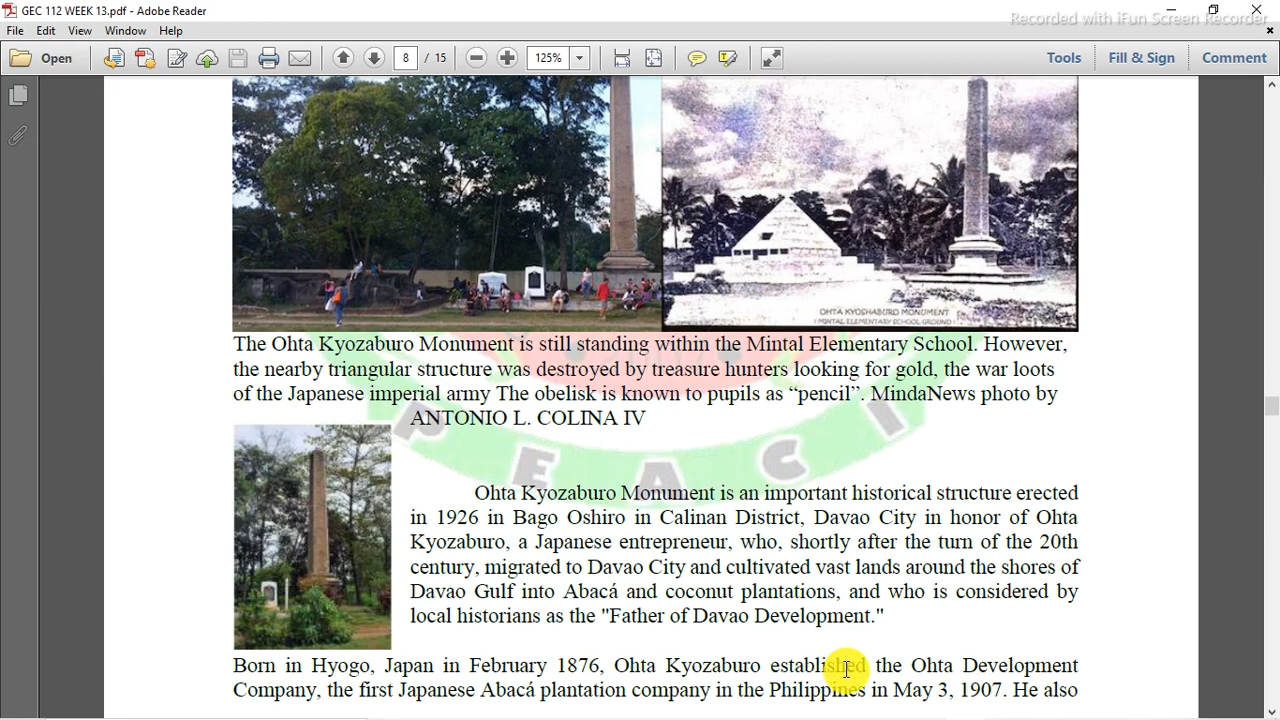 GEC 112 WEEK 13.pdf - Adobe Reader
Recorded with iFun Screen Recorder
File Edit View Window Help
Open 8 / 15 125% Tools Fill & Sign Comment
OHTA KYOSHABURO MONUMENT
( MINTAL ELEMENTARY SCHOOL GROUND )
The Ohta Kyozaburo Monument is still standing within the Mintal Elementary School. However,
the nearby triangular structure was destroyed by treasure hunters looking for gold, the war loots
of the Japanese imperial army The obelisk is known to pupils as “pencil”. MindaNews photo by
ANTONIO L. COLINA IV
PEACI
Ohta Kyozaburo Monument is an important historical structure erected
in 1926 in Bago Oshiro in Calinan District, Davao City in honor of Ohta
Kyozaburo, a Japanese entrepreneur, who, shortly after the turn of the 20th
century, migrated to Davao City and cultivated vast lands around the shores of
Davao Gulf into Abacá and coconut plantations, and who is considered by
local historians as the "Father of Davao Development."
Born in Hyogo, Japan in February 1876, Ohta Kyozaburo established the Ohta Development
Company, the first Japanese Abacá plantation company in the Philippines in May 3, 1907. He also